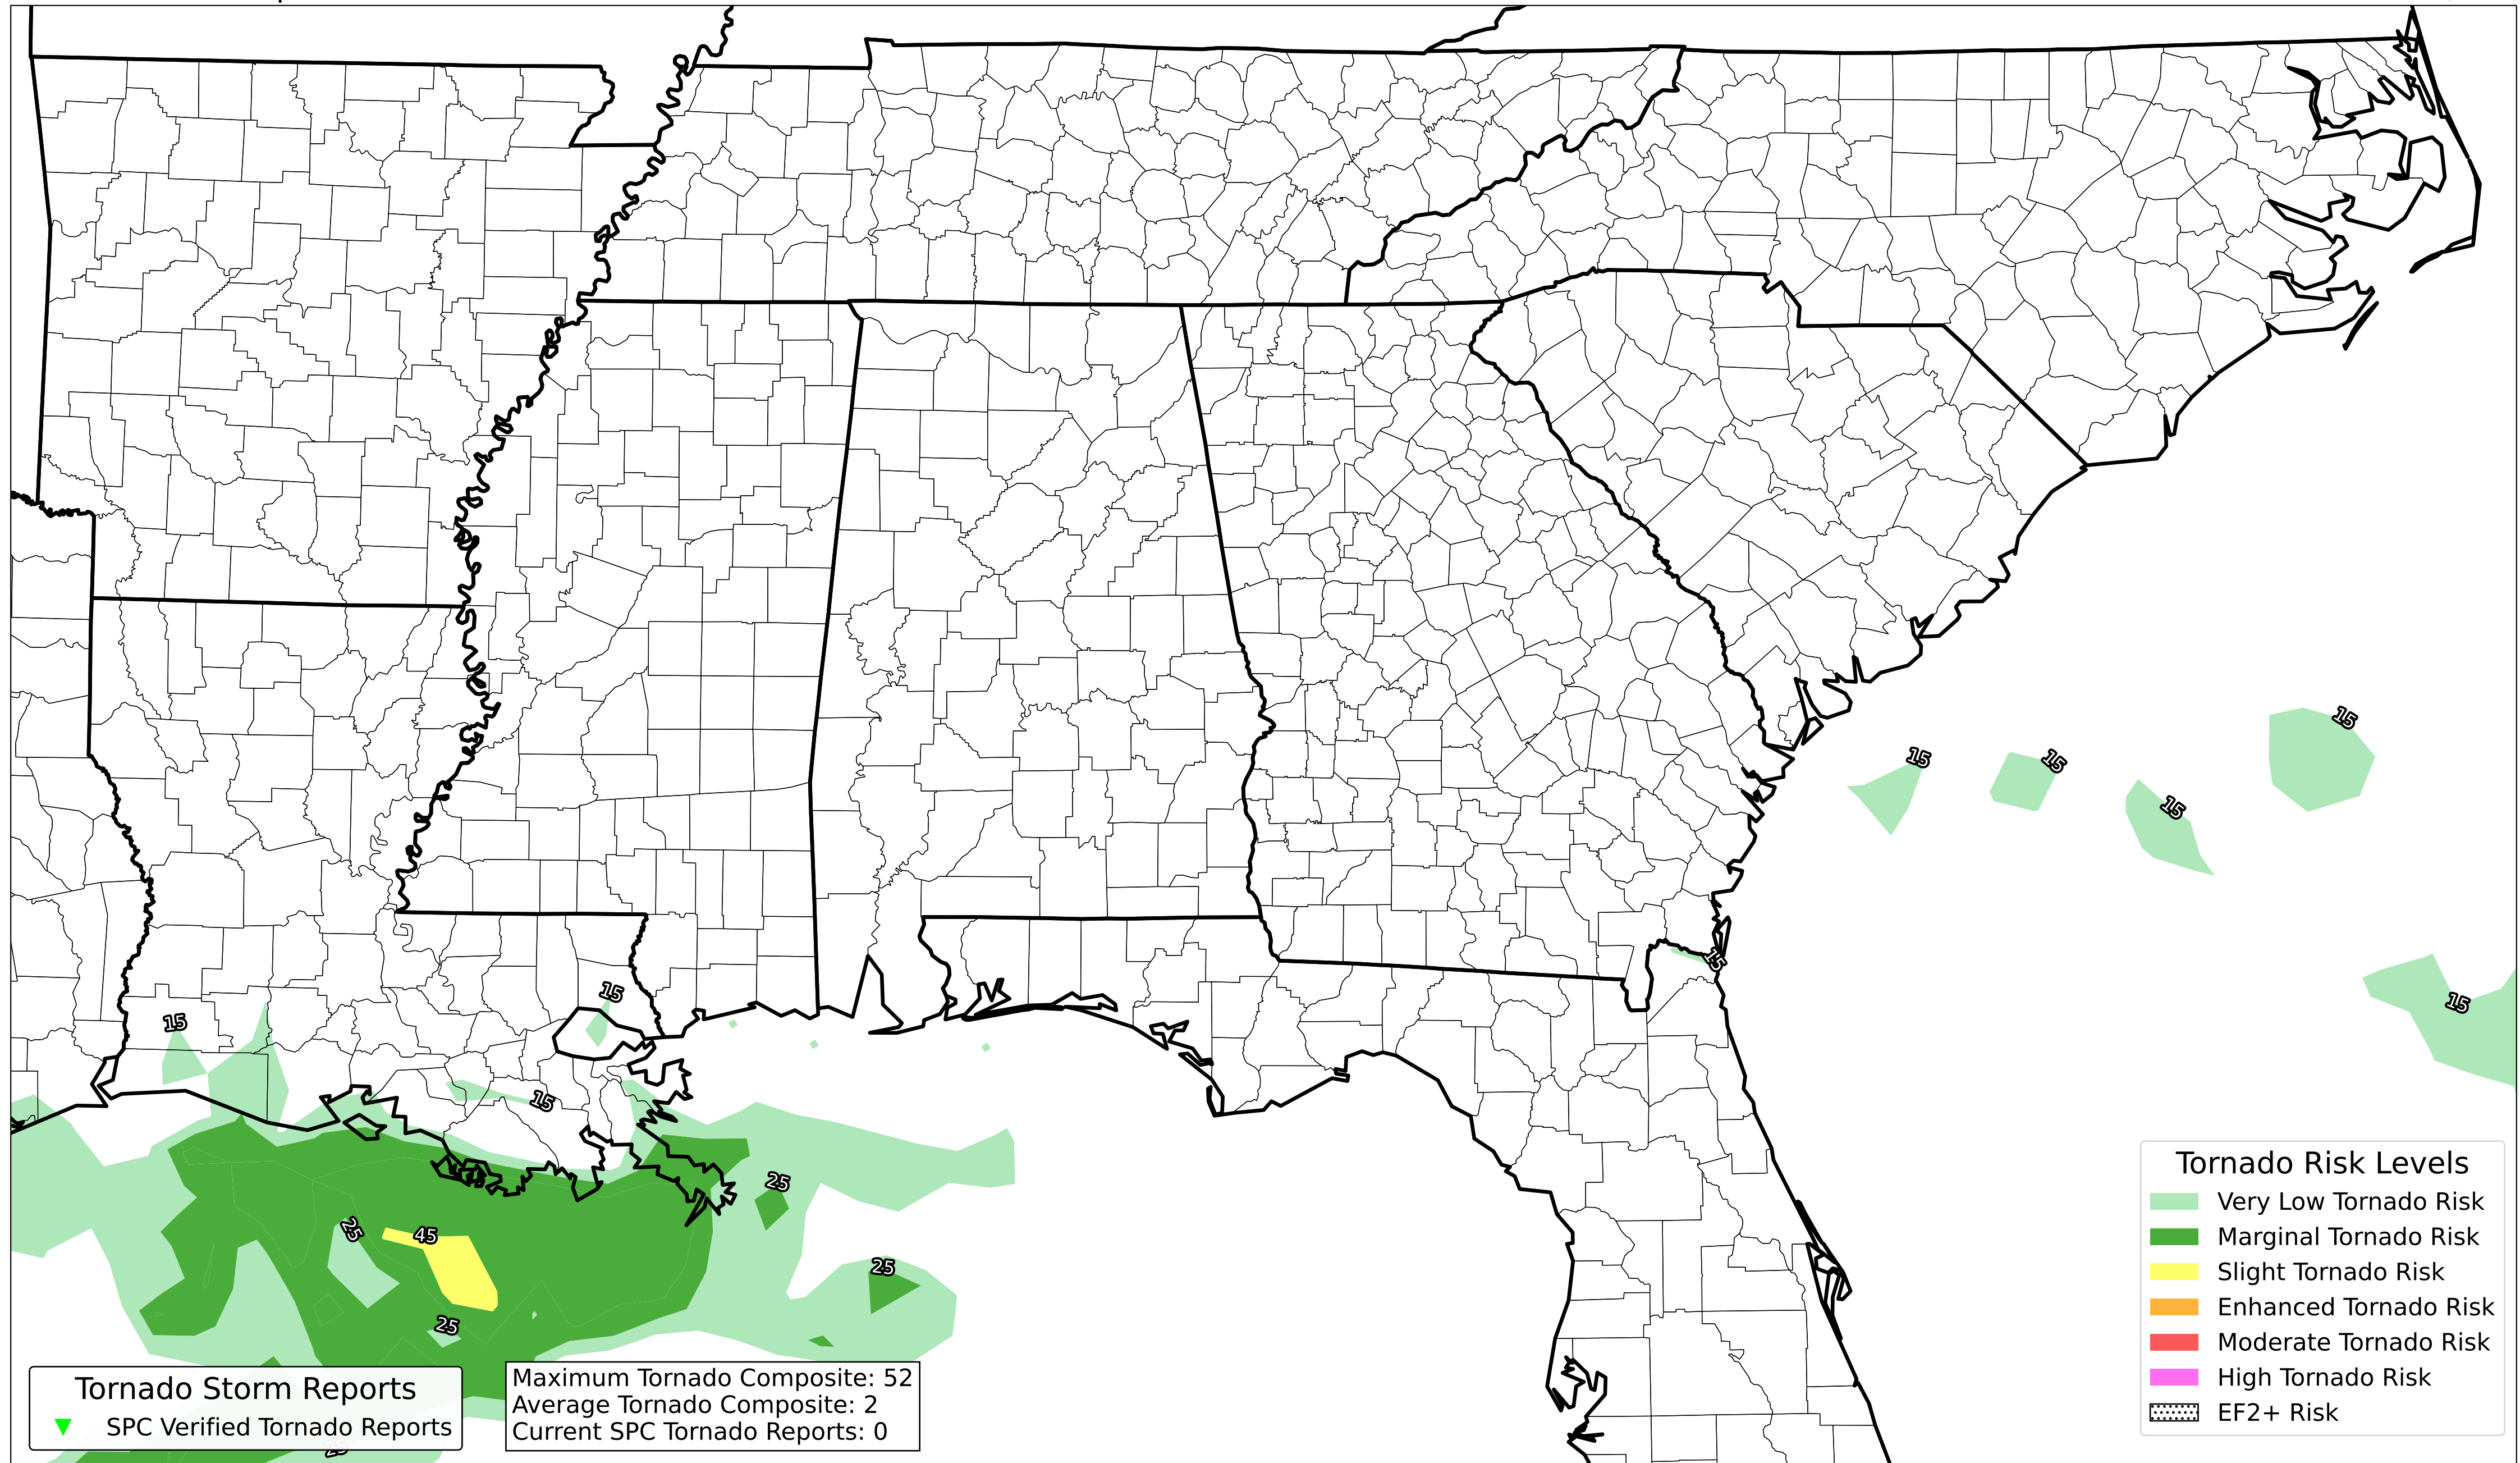 15
15
15
15
15
15
15
15
15
25
25
45
25
25
Tornado Storm Reports
SPC Verified Tornado Reports
Maximum Tornado Composite: 52
Average Tornado Composite: 2
Current SPC Tornado Reports: 0
Tornado Risk Levels
Very Low Tornado Risk
Marginal Tornado Risk
Slight Tornado Risk
Enhanced Tornado Risk
Moderate Tornado Risk
High Tornado Risk
EF2+ Risk